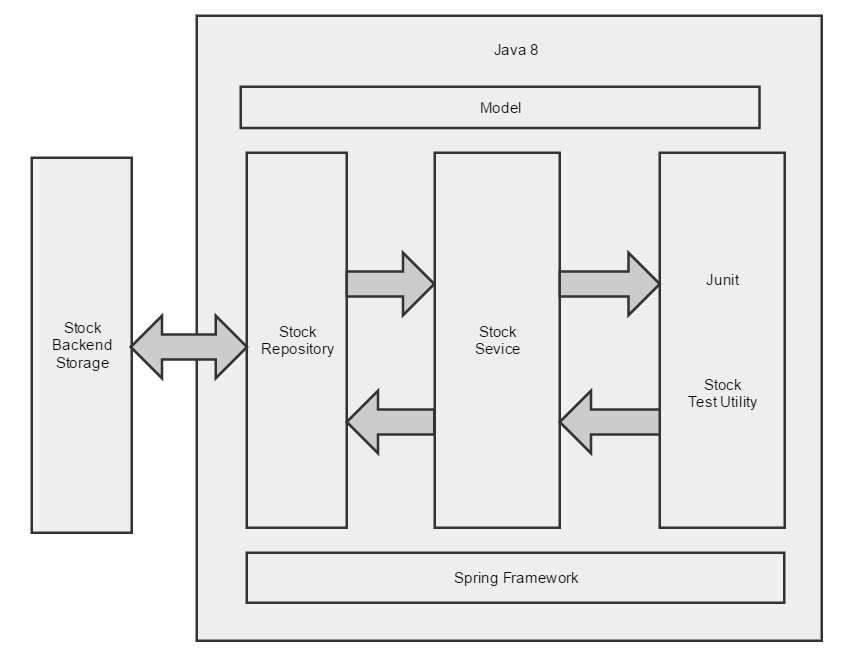 Java 8
Model
Stock
Backend
Storage
Stock
Repository
Stock
Sevice
Junit
Stock
Test Utility
Spring Framework